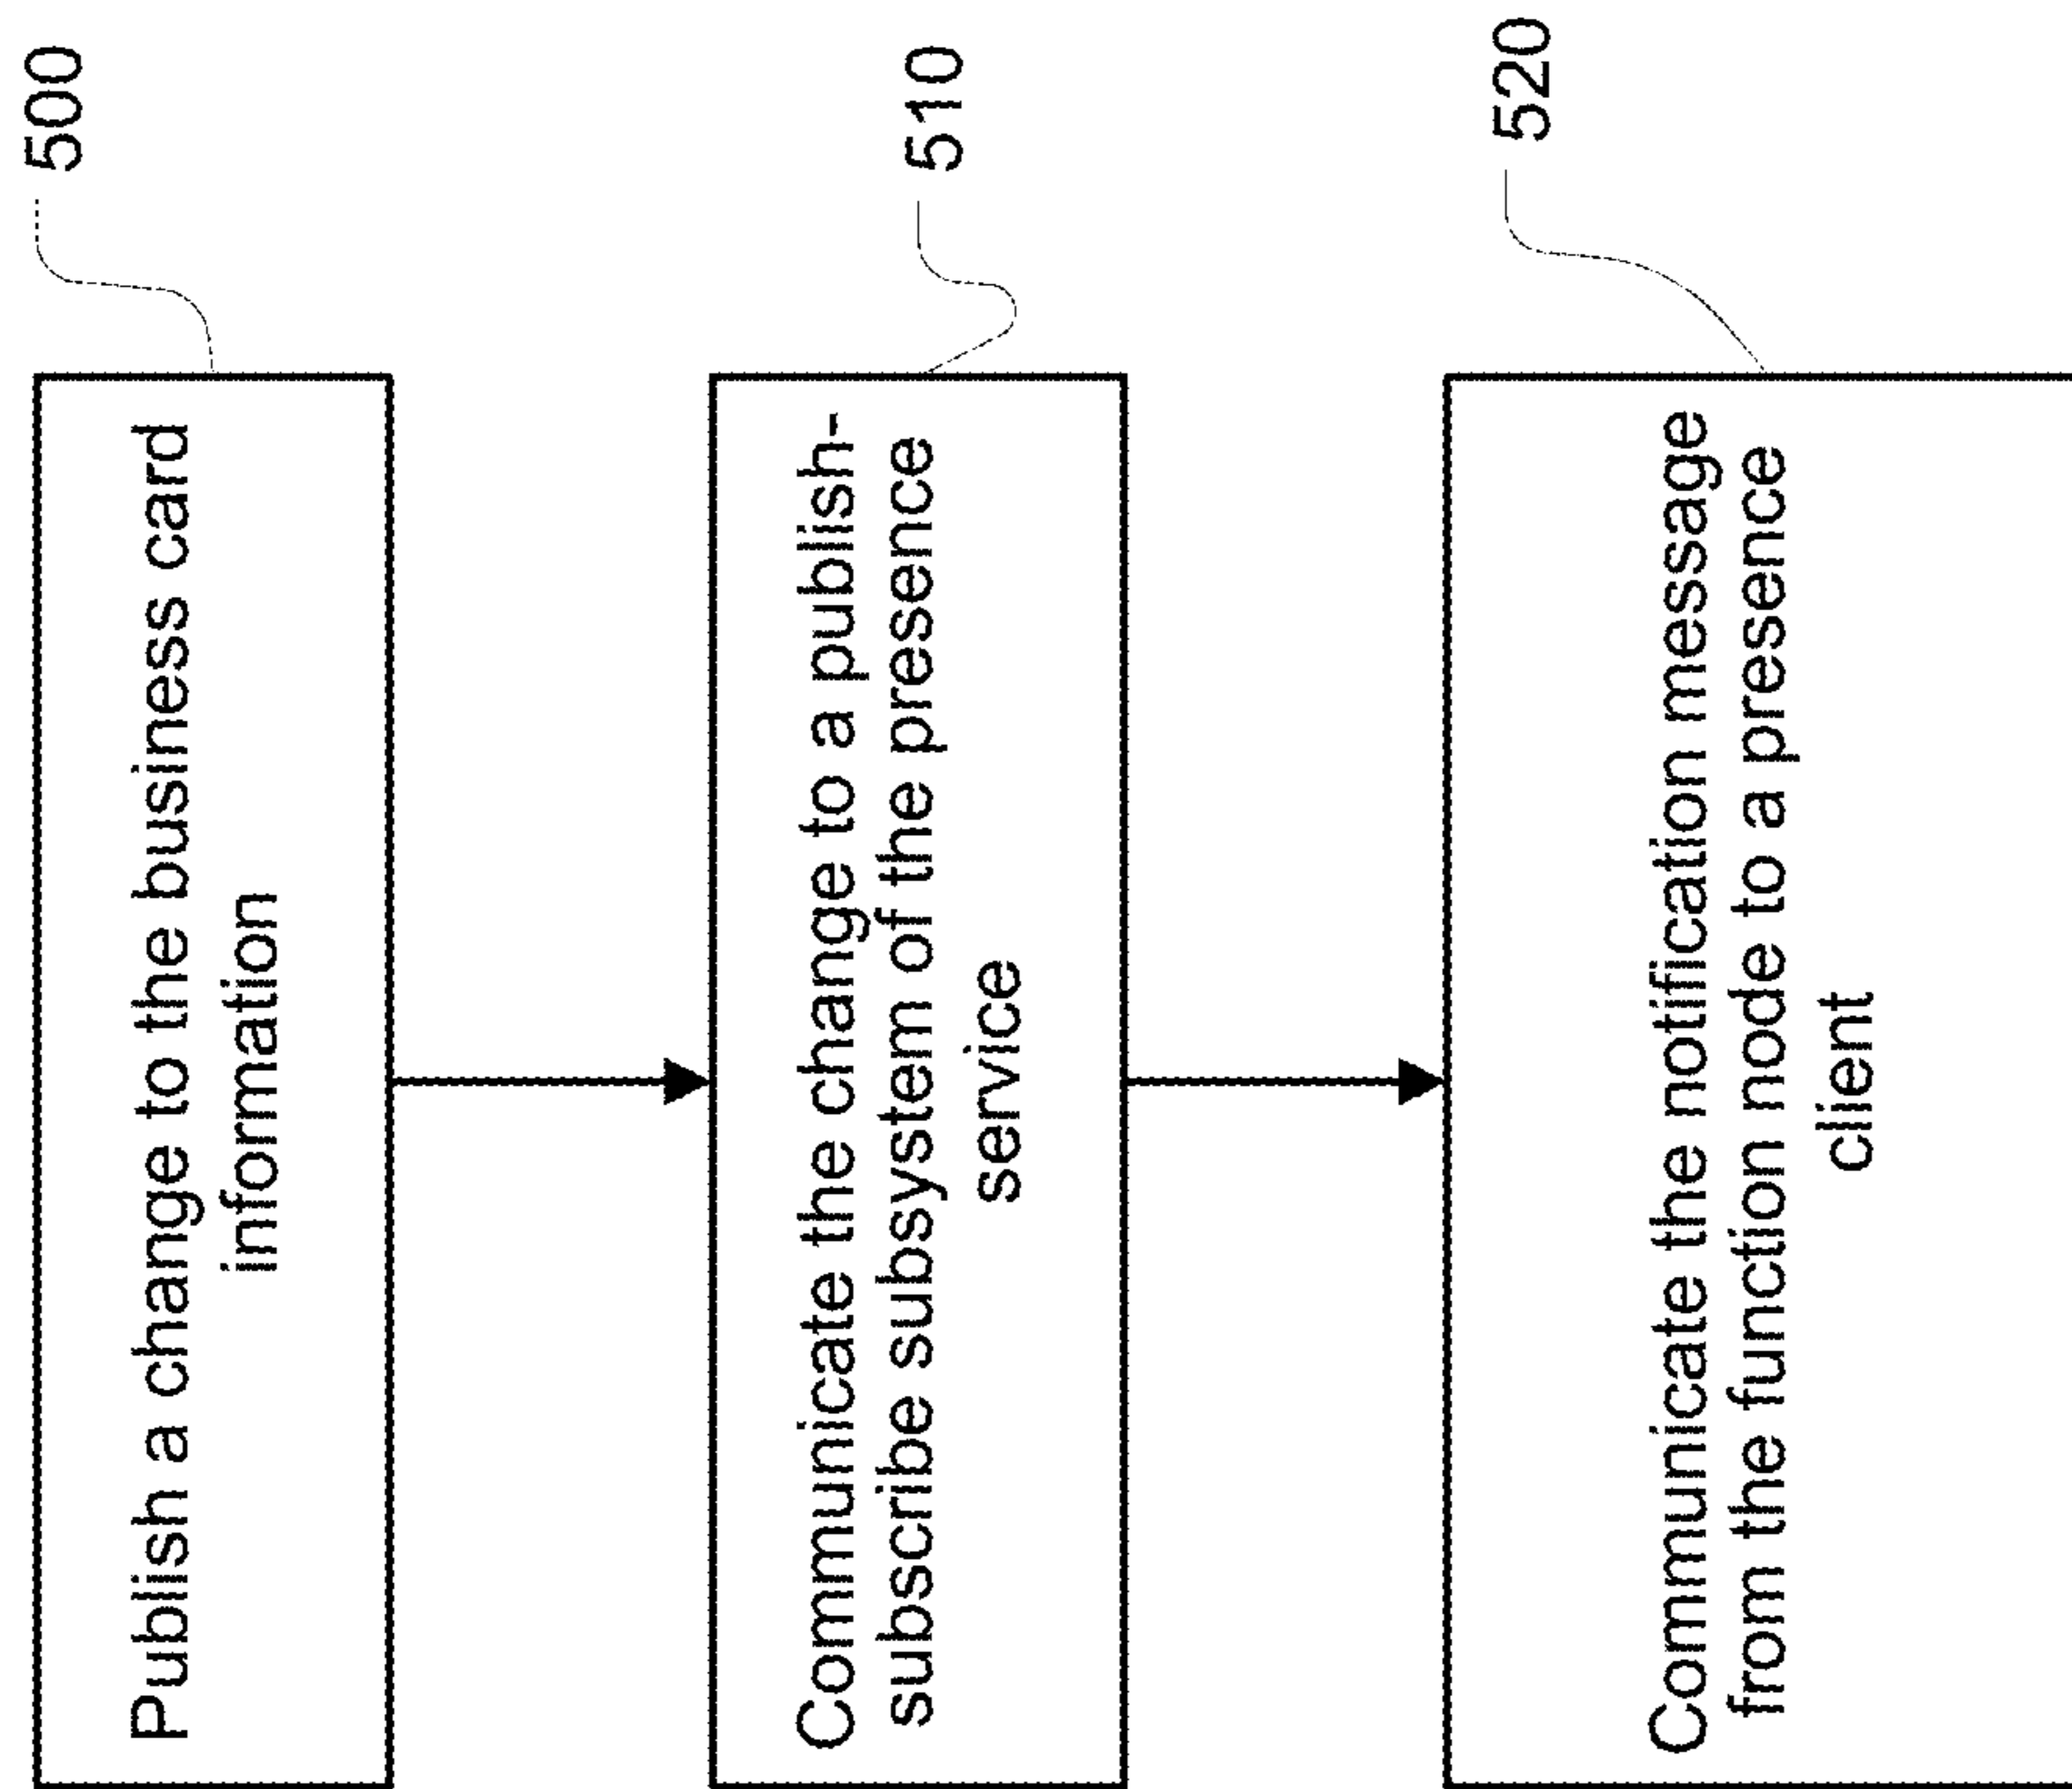 Publish a change to the business card
information
500
Communicate the change to a publish-
subscribe subsystem of the presence
service
510
Communicate the notification message
from the function node to a presence
client
520